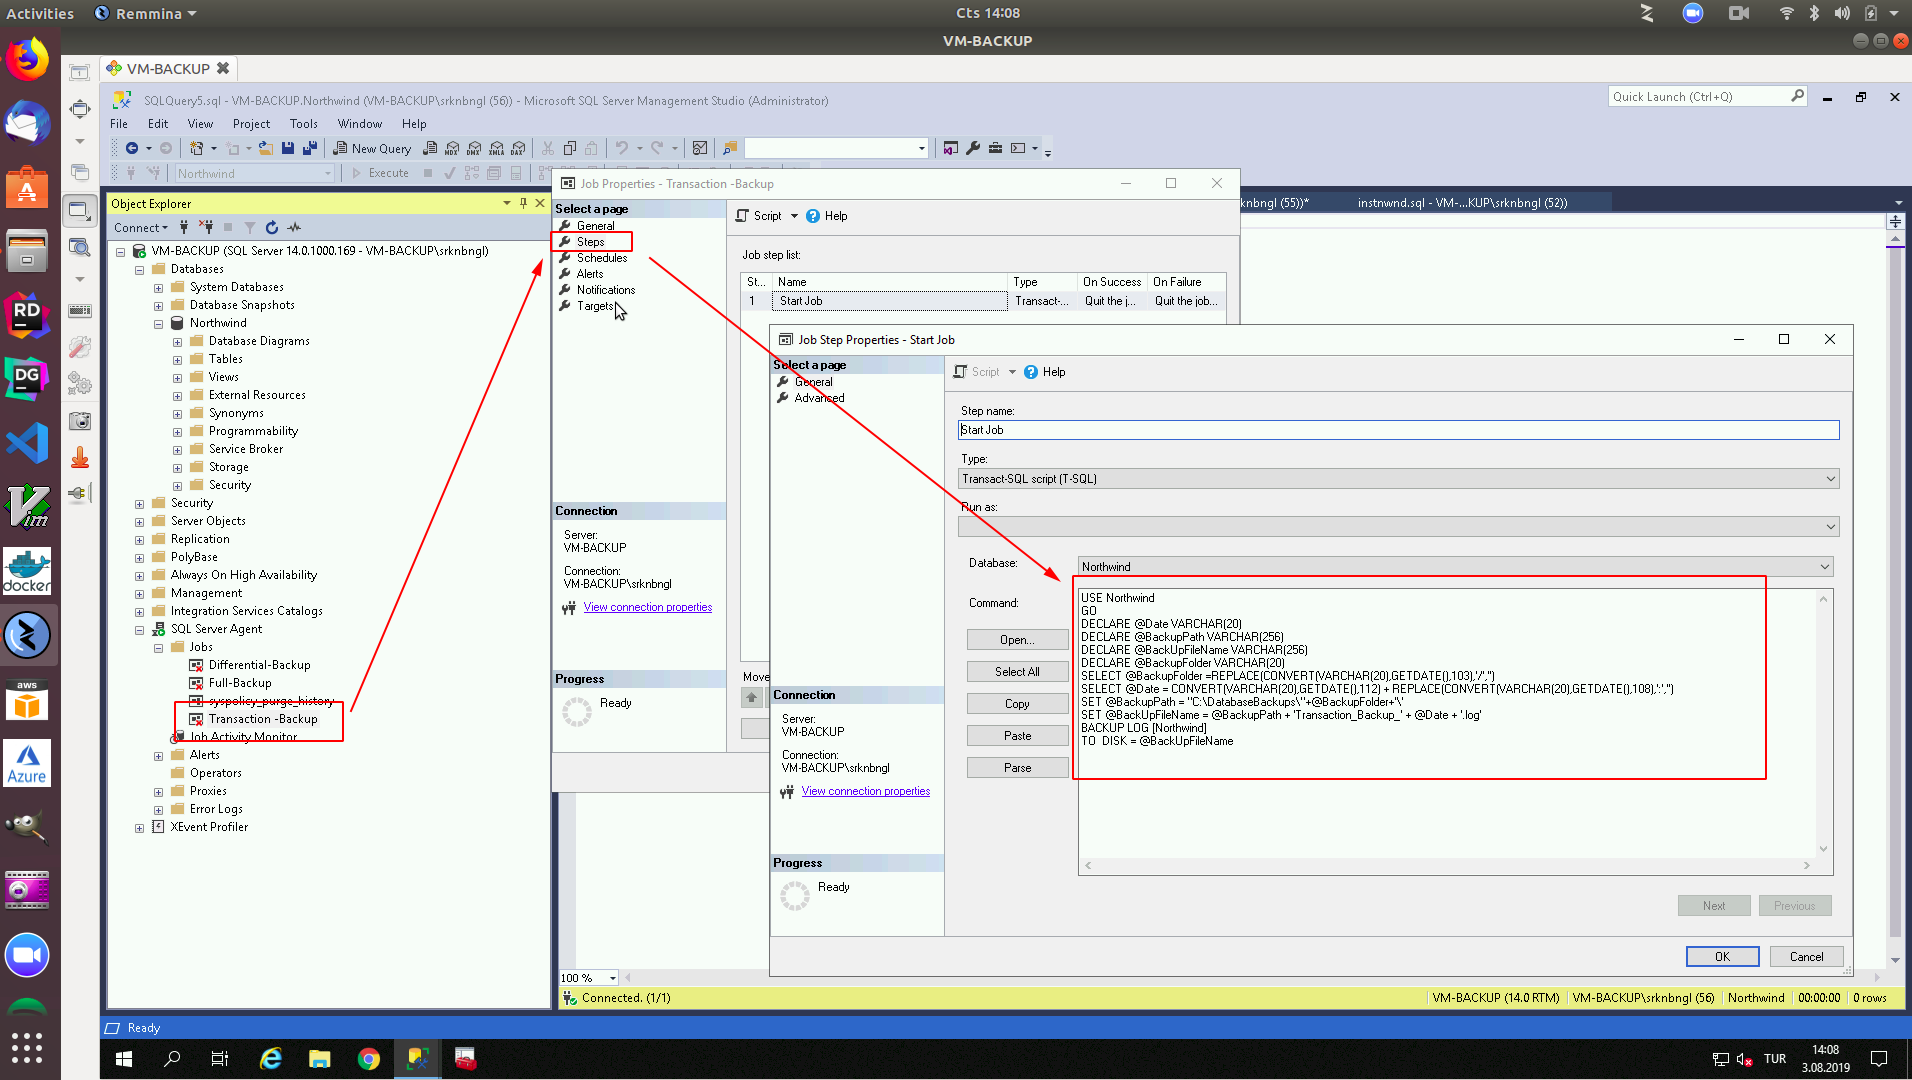 Activities
Remmina
Cts 14:08
VM-BACKUP
VM-BACKUP
SQLQuery5.sql - VM-BACKUP.Northwind (VM-BACKUP\srknbngl (56)) - Microsoft SQL Server Management Studio (Administrator)
Quick Launch (Ctrl+Q)
File Edit View Project Tools Window Help
New Query
MDX DMX XMLA DAX
Northwind
Execute
Object Explorer
Connect
VM-BACKUP (SQL Server 14.0.1000.169 - VM-BACKUP\srknbngl)
Databases
System Databases
Database Snapshots
Northwind
Database Diagrams
Tables
Views
External Resources
Synonyms
Programmability
Service Broker
Storage
Security
Security
Server Objects
Replication
PolyBase
Always On High Availability
Management
Integration Services Catalogs
SQL Server Agent
Jobs
Differential-Backup
Full-Backup
syspolicy_purge_history
Transaction -Backup
Job Activity Monitor
Alerts
Operators
Proxies
Error Logs
XEvent Profiler
Job Properties - Transaction -Backup
Select a page
General
Steps
Schedules
Alerts
Notifications
Targets
Script
Help
Job step list:
St... Name Type On Success On Failure
1 Start Job Transact-... Quit the j... Quit the job...
Connection
Server:
VM-BACKUP
Connection:
VM-BACKUP\srknbngl
View connection properties
Progress
Ready
Move
knbngl (55))*
instnwnd.sql - VM-...KUP\srknbngl (52))
Job Step Properties - Start Job
Select a page
General
Advanced
Script
Help
Step name:
Start Job
Type:
Transact-SQL script (T-SQL)
Run as:
Database:
Northwind
Command:
Open...
Select All
Copy
Paste
Parse
USE Northwind
GO
DECLARE @Date VARCHAR(20)
DECLARE @BackupPath VARCHAR(256)
DECLARE @BackUpFileName VARCHAR(256)
DECLARE @BackupFolder VARCHAR(20)
SELECT @BackupFolder =REPLACE(CONVERT(VARCHAR(20),GETDATE(),103),'/','')
SELECT @Date = CONVERT(VARCHAR(20),GETDATE(),112) + REPLACE(CONVERT(VARCHAR(20),GETDATE(),108),':','')
SET @BackupPath = ''C:\DatabaseBackups\''+@BackupFolder+'\'
SET @BackUpFileName = @BackupPath + 'Transaction_Backup_' + @Date + '.log'
BACKUP LOG [Northwind]
TO  DISK = @BackUpFileName
Connection
Server:
VM-BACKUP
Connection:
VM-BACKUP\srknbngl
View connection properties
Progress
Ready
Next
Previous
OK
Cancel
100 %
Connected. (1/1)
VM-BACKUP (14.0 RTM)
VM-BACKUP\srknbngl (56)
Northwind
00:00:00
0 rows
Ready
TUR
14:08
3.08.2019
RD
DG
Vim
docker
aws
Azure